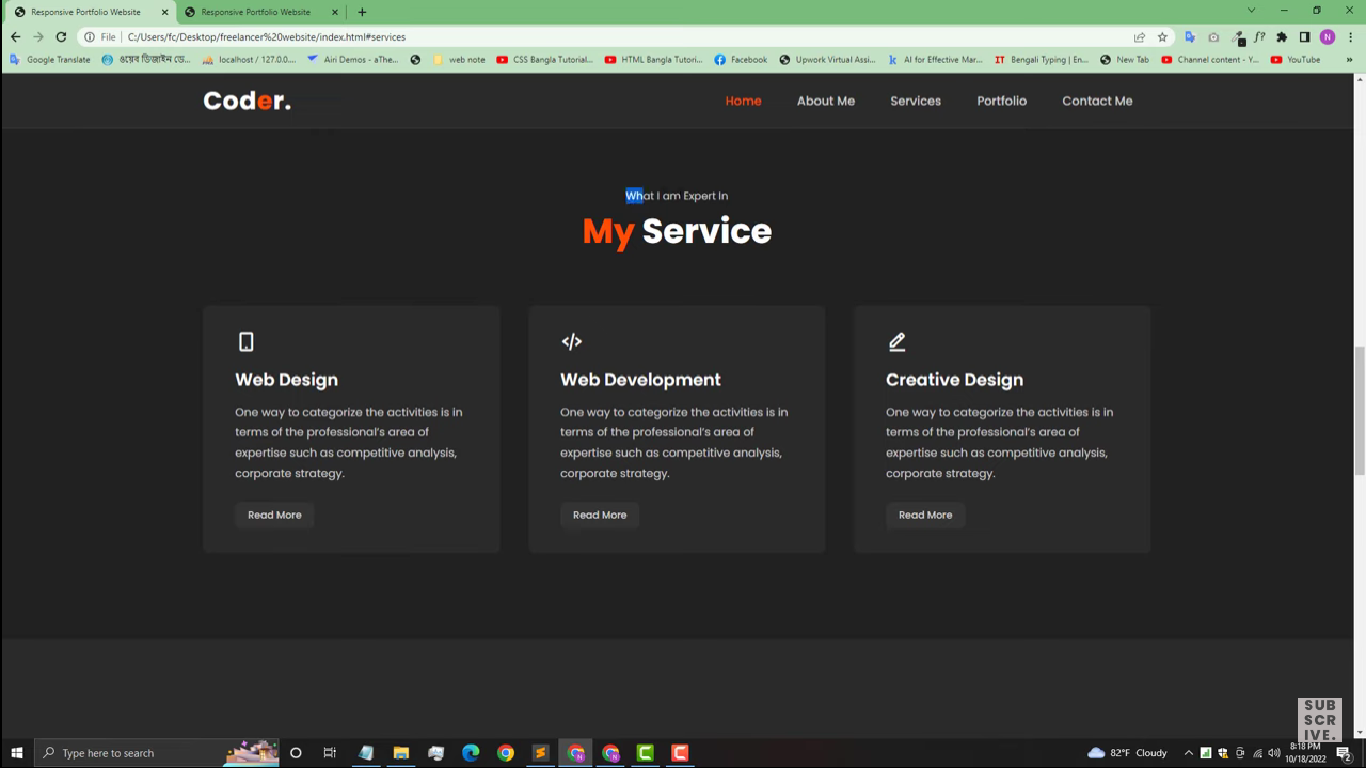 Responsive Portfolio Website
Responsive Portfolio Website
File
C:/Users/fc/Desktop/freelancer%20website/index.html#services
f?
N
Google Translate
ওয়েব ডিজাইন ডে...
localhost / 127.0.0...
Airi Demos - aThe...
web note
CSS Bangla Tutorial...
HTML Bangla Tutori...
Facebook
Upwork Virtual Assi...
AI for Effective Mar...
Bengali Typing | En...
New Tab
Channel content - Y...
YouTube
Coder.
Home
About Me
Services
Portfolio
Contact Me
What I am Expert In
My Service
Web Design
One way to categorize the activities is in
terms of the professional's area of
expertise such as competitive analysis,
corporate strategy.
Read More
Web Development
One way to categorize the activities is in
terms of the professional's area of
expertise such as competitive analysis,
corporate strategy.
Read More
Creative Design
One way to categorize the activities is in
terms of the professional's area of
expertise such as competitive analysis,
corporate strategy.
Read More
SUB
SCR
IVE.
Type here to search
82°F Cloudy
8:18 PM
10/18/2022
2